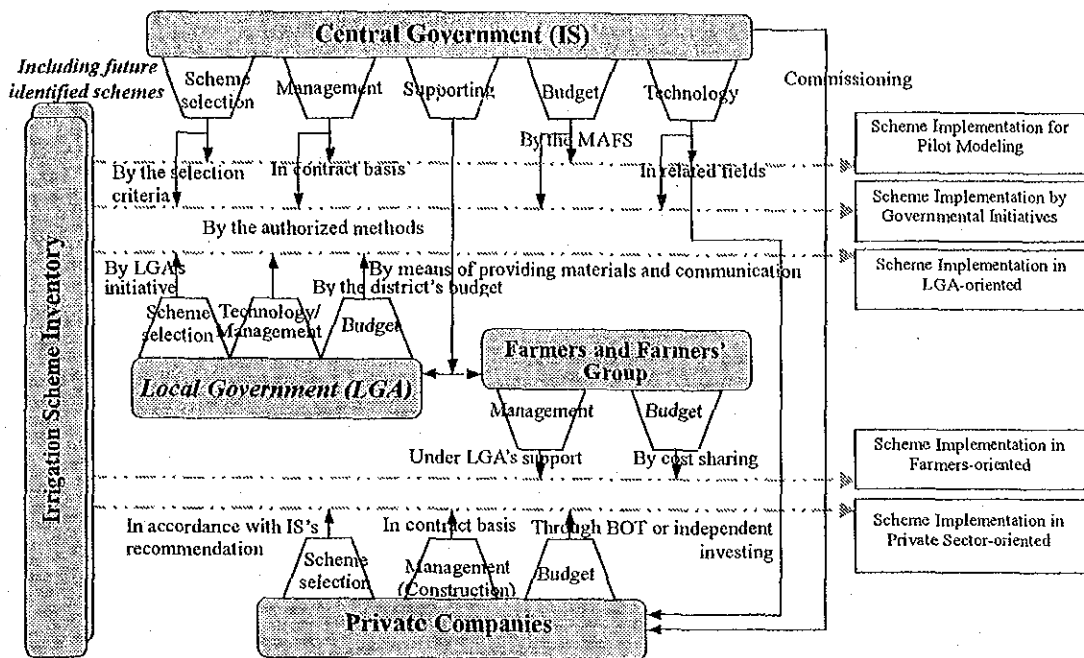 Central Government (IS)
Including future
identified schemes
Scheme
selection
Management
Supporting
Budget
Technology
Commissioning
By the MAFS
Scheme Implementation for
Pilot Modeling
By the selection
criteria
In contract basis
In related fields
Scheme Implementation by
Governmental Initiatives
By the authorized methods
By LGA's
initiative
By means of providing materials and communication
By the district's budget
Scheme Implementation in
LGA-oriented
Scheme
selection
Technology/
Management
Budget
Local Government (LGA)
Farmers and Farmers'
Group
Management
Budget
Under LGA's support
By cost sharing
Scheme Implementation in
Farmers-oriented
Irrigation Scheme Inventory
In accordance with IS's
recommendation
In contract basis
Through BOT or independent
investing
Scheme Implementation in
Private Sector-oriented
Scheme
selection
Management
(Construction)
Budget
Private Companies